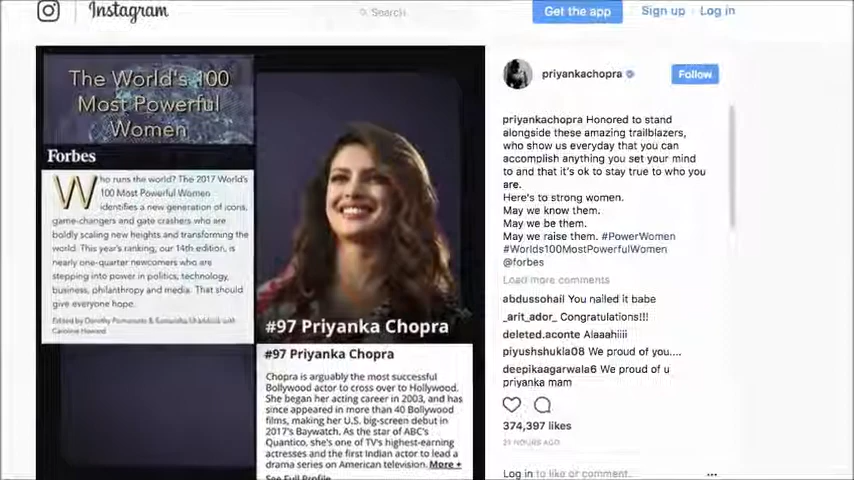 Instagram
Search
Get the app
Sign up
Log in
The World's 100
Most Powerful
Women
Forbes
Who runs the world? The 2017 World's
100 Most Powerful Women
identifies a new generation of icons,
game-changers and gate crashers who are
boldly scaling new heights and transforming the
world. This year's ranking, our 14th edition, is
nearly one-quarter newcomers who are
stepping into power in politics, technology,
business, philanthropy and media. That should
give everyone hope.
Edited by
with
Caroline Howard
#97 Priyanka Chopra
#97 Priyanka Chopra
Chopra is arguably the most successful
Bollywood actor to cross over to Hollywood.
She began her acting career in 2003, and has
since appeared in more than 40 Bollywood
films, making her U.S. big-screen debut in
2017's Baywatch. As the star of ABC's
Quantico, she's one of TV's highest-earning
actresses and the first Indian actor to lead a
drama series on American television. More +
See Full Profile
priyankachopra
Follow
priyankachopra Honored to stand
alongside these amazing trailblazers,
who show us everyday that you can
accomplish anything you set your mind
to and that it's ok to stay true to who you
are.
Here's to strong women.
May we know them.
May we be them.
May we raise them. #PowerWomen
#Worlds100MostPowerfulWomen
@forbes
Load more comments
abdussohail You nailed it babe
_arit_ador_ Congratulations!!!
deleted.aconte Alaaahiiii
piyushshukla08 We proud of you....
deepikaagarwala6 We proud of u
priyanka mam
374,397 likes
21 HOURS AGO
Log in to like or comment.